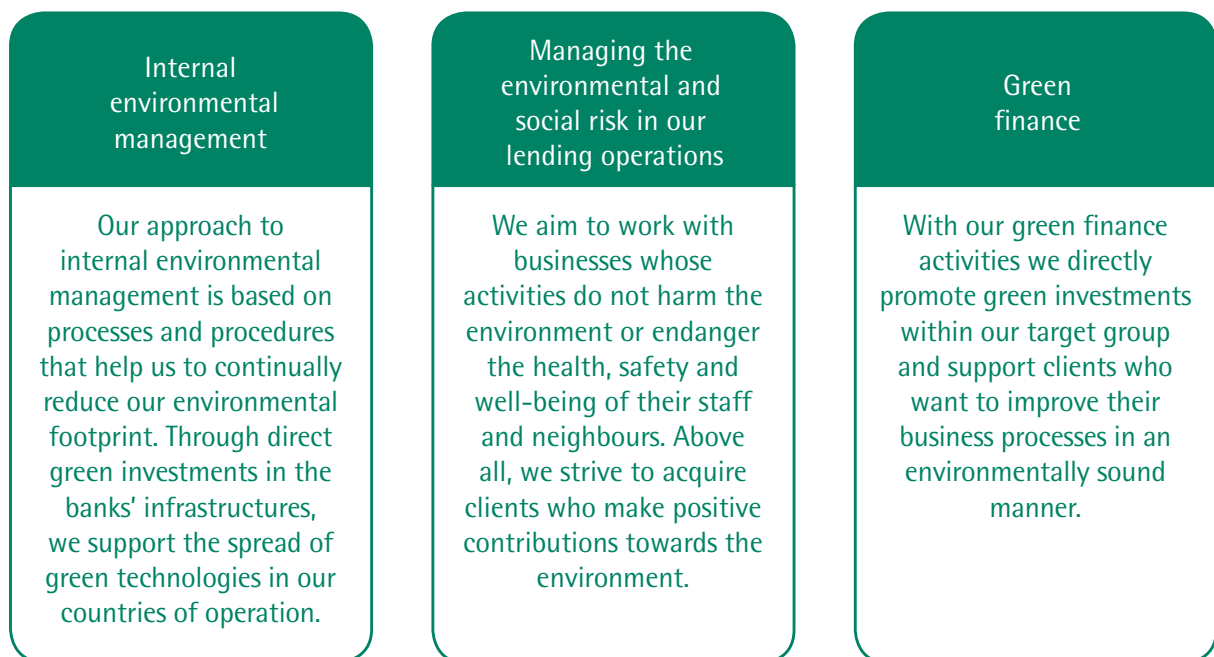 Internal
environmental
management
Our approach to
internal environmental
management is based on
processes and procedures
that help us to continually
reduce our environmental
footprint. Through direct
green investments in the
banks’ infrastructures,
we support the spread of
green technologies in our
countries of operation.
Managing the
environmental and
social risk in our
lending operations
We aim to work with
businesses whose
activities do not harm the
environment or endanger
the health, safety and
well-being of their staff
and neighbours. Above
all, we strive to acquire
clients who make positive
contributions towards the
environment.
Green
finance
With our green finance
activities we directly
promote green investments
within our target group
and support clients who
want to improve their
business processes in an
environmentally sound
manner.